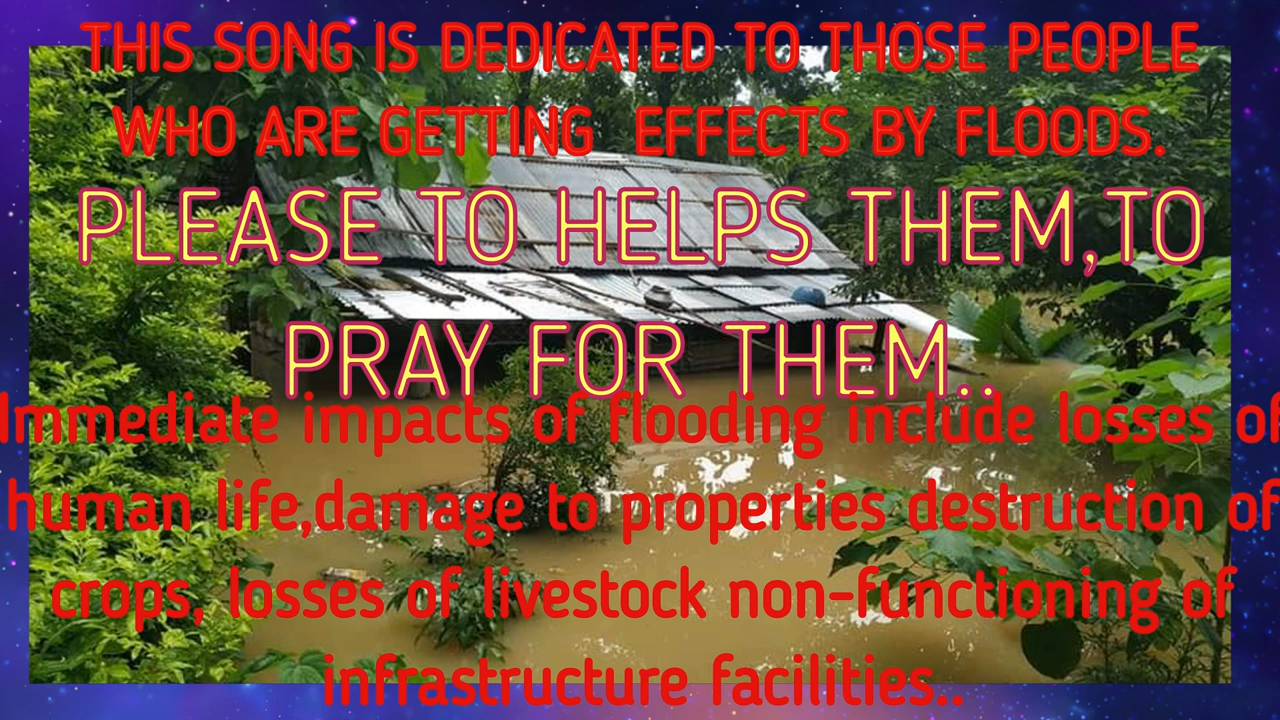 THIS SONG IS DEDICATED TO THOSE PEOPLE
WHO ARE GETTING EFFECTS BY FLOODS.
PLEASE TO HELPS THEM,TO
PRAY FOR THEM..
Immediate impacts of flooding include losses of
human life,damage to properties destruction of
crops, losses of livestock non-functioning of
infrastructure facilities..